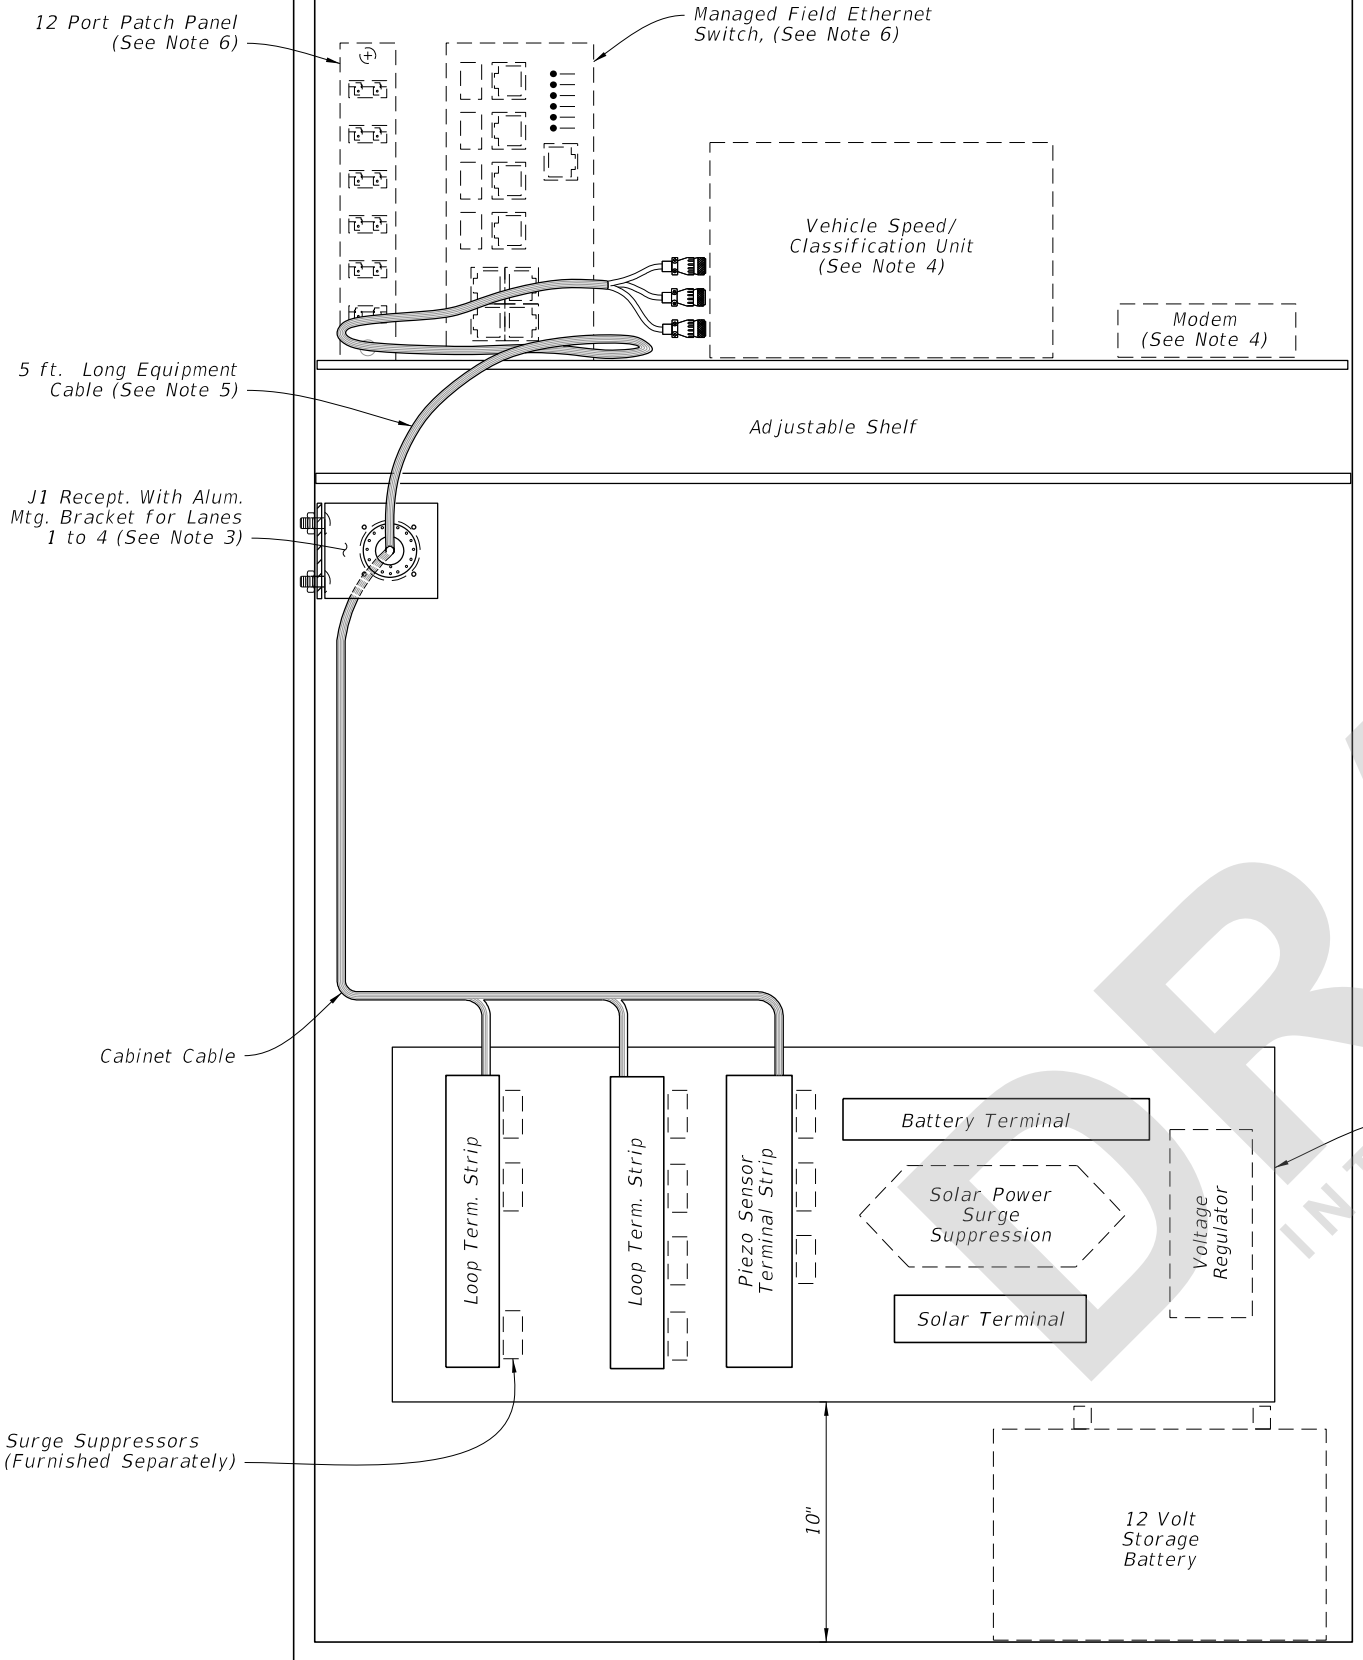 12 Port Patch Panel
(See Note 6)
Managed Field Ethernet
Switch, (See Note 6)
Vehicle Speed/
Classification Unit
(See Note 4)
Modem
(See Note 4)
5 ft. Long Equipment
Cable (See Note 5)
Adjustable Shelf
J1 Recept. With Alum.
Mtg. Bracket for Lanes
1 to 4 (See Note 3)
Cabinet Cable
Loop Term. Strip
Loop Term. Strip
Piezo Sensor
Terminal Strip
Battery Terminal
Solar Power
Surge
Suppression
Solar Terminal
Voltage
Regulator
Surge Suppressors
(Furnished Separately)
10"
12 Volt
Storage
Battery
DR
IN